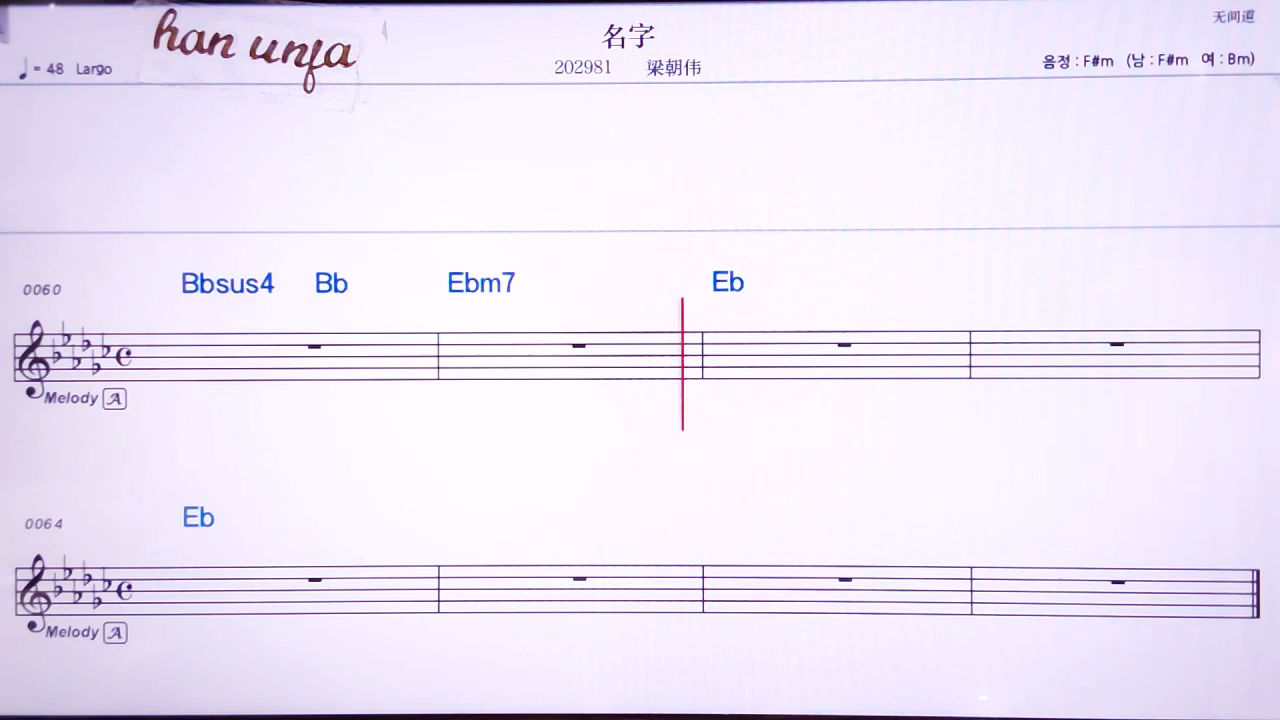 han unfa
名字
无间道
♩= 48 Largo
202981 梁朝伟
음정 : F#m (남 : F#m 여 : Bm)
0060 Bbsus4 Bb Ebm7 Eb
Melody A
0064 Eb
Melody A